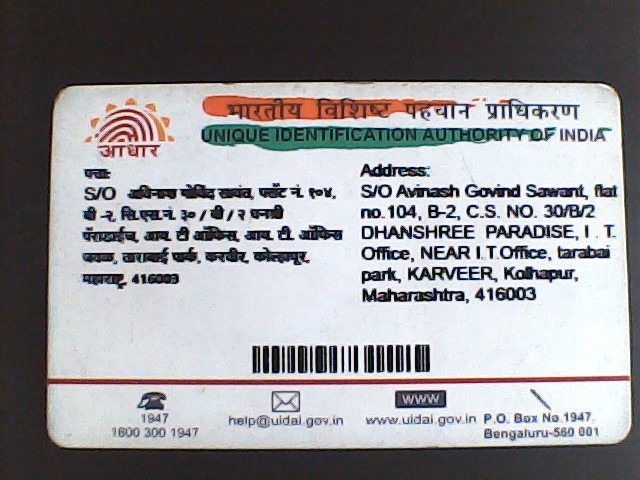 भारतीय विशिष्ट पहचान प्राधिकरण
UNIQUE IDENTIFICATION AUTHORITY OF INDIA
आधार
पत्ता:
S/O अविनाश गोविंद सावंत, फ्लॅट नं. १०४,
बी -२, सि.एस.नं. ३० / बी / २ धनश्री
पॅराडाईज, आय. टी ऑफिस, आय. टी. ऑफिस
जवळ, ताराबाई पार्क, करवीर, कोल्हापूर,
महाराष्ट्र, 416003
Address:
S/O Avinash Govind Sawant, flat
no.104, B-2, C.S. NO. 30/B/2
DHANSHREE PARADISE, I . T.
Office, NEAR I.T.Office, tarabai
park, KARVEER, Kolhapur,
Maharashtra, 416003
1947
1800 300 1947
help@uidai.gov.in
www
www.uidai.gov.in
P.O. Box No.1947,
Bengaluru-560 001